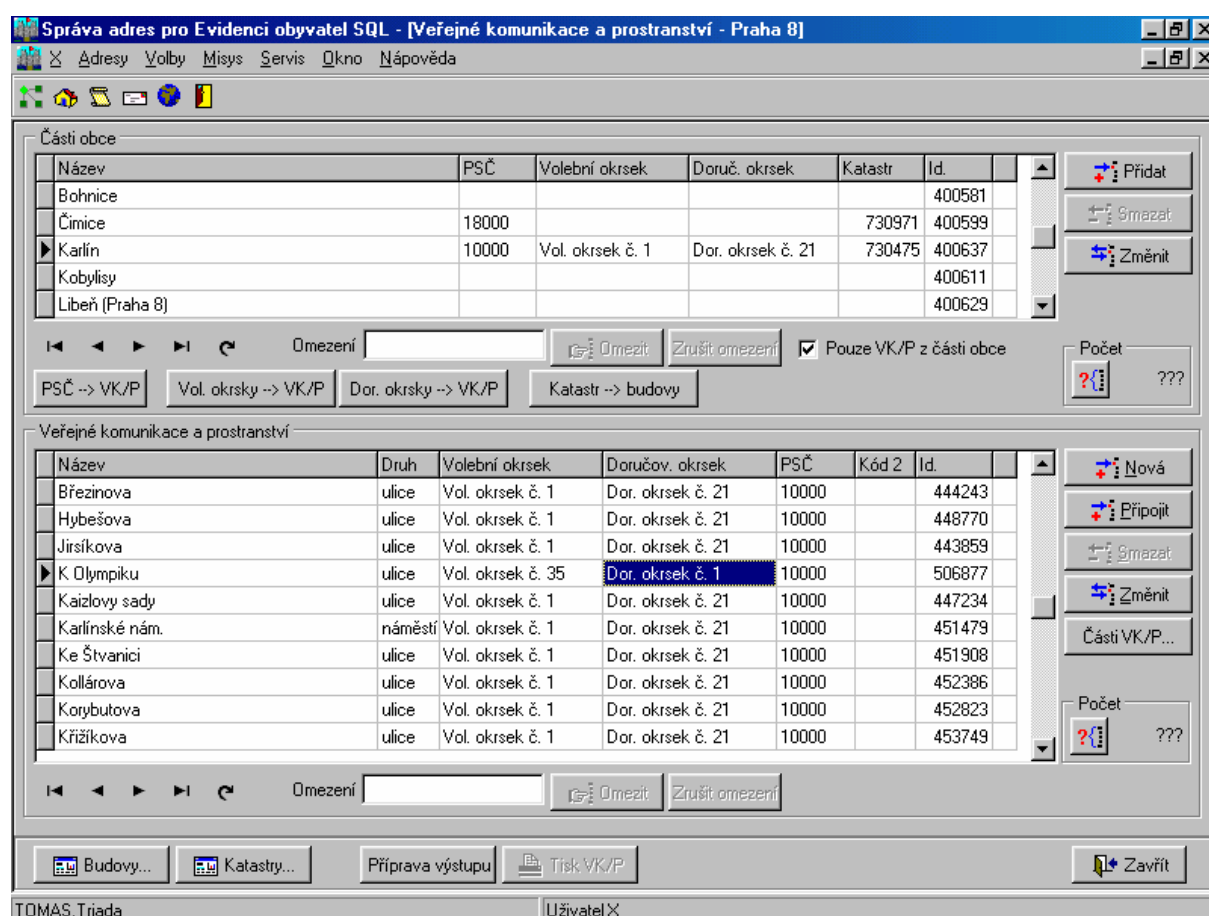 Správa adres pro Evidenci obyvatel SQL - [Veřejné komunikace a prostranství - Praha 8]
X Adresy Volby Misys Servis Okno Nápověda
Části obce
Název PSČ Volební okrsek Doruč. okrsek Katastr Id.
Bohnice 400581
Čimice 18000 730971 400599
Karlín 10000 Vol. okrsek č. 1 Dor. okrsek č. 21 730475 400637
Kobylisy 400611
Libeň (Praha 8) 400629
Přidat
Smazat
Změnit
Omezení Omezit Zrušit omezení Pouze VK/P z části obce
PSČ --> VK/P Vol. okrsky --> VK/P Dor. okrsky --> VK/P Katastr --> budovy
Počet
???
Veřejné komunikace a prostranství
Název Druh Volební okrsek Doručov. okrsek PSČ Kód 2 Id.
Březinova ulice Vol. okrsek č. 1 Dor. okrsek č. 21 10000 444243
Hybešova ulice Vol. okrsek č. 1 Dor. okrsek č. 21 10000 448770
Jirsíkova ulice Vol. okrsek č. 1 Dor. okrsek č. 21 10000 443859
K Olympiku ulice Vol. okrsek č. 35 Dor. okrsek č. 1 10000 506877
Kaizlovy sady ulice Vol. okrsek č. 1 Dor. okrsek č. 21 10000 447234
Karlínské nám. náměstí Vol. okrsek č. 1 Dor. okrsek č. 21 10000 451479
Ke Štvanici ulice Vol. okrsek č. 1 Dor. okrsek č. 21 10000 451908
Kollárova ulice Vol. okrsek č. 1 Dor. okrsek č. 21 10000 452386
Korybutova ulice Vol. okrsek č. 1 Dor. okrsek č. 21 10000 452823
Křižíkova ulice Vol. okrsek č. 1 Dor. okrsek č. 21 10000 453749
Nová
Připojit
Smazat
Změnit
Části VK/P...
Počet
???
Omezení Omezit Zrušit omezení
Budovy... Katastry... Příprava výstupu Tisk VK/P Zavřít
TOMAS.Triada Uživatel X